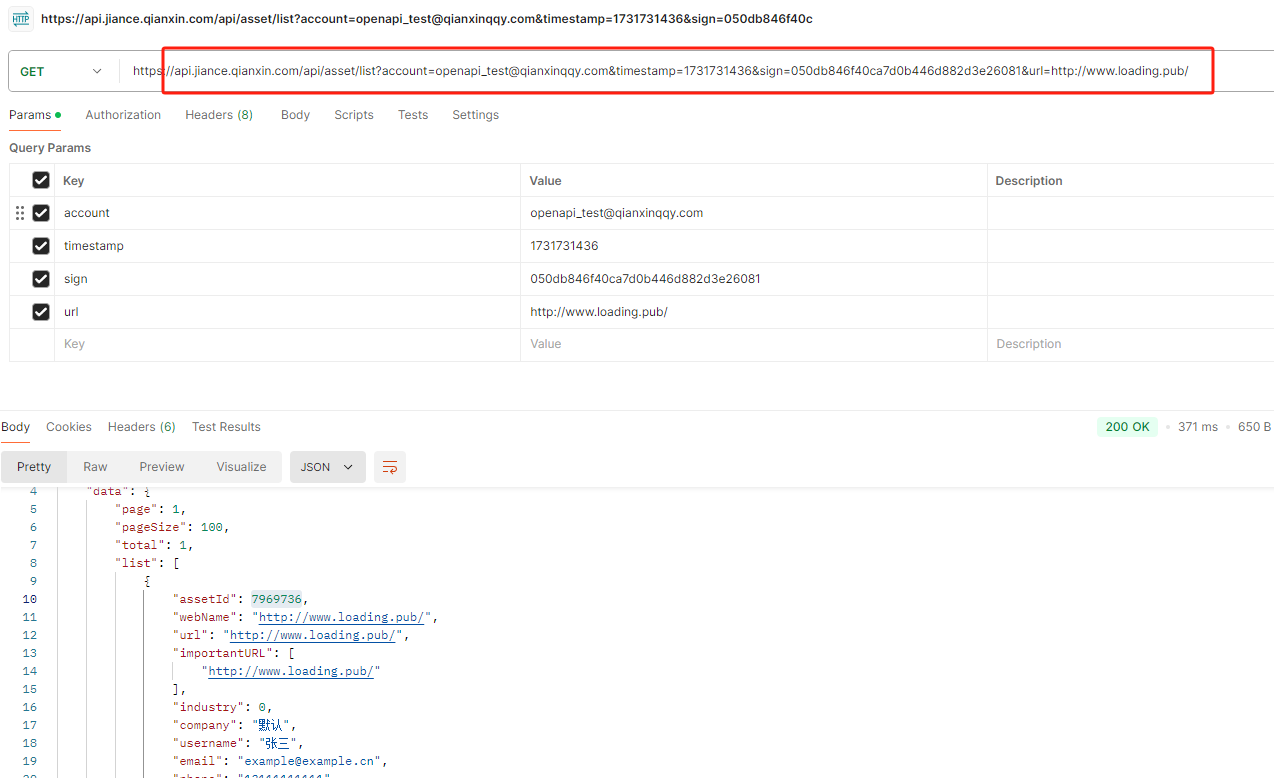 HTTP https://api.jiance.qianxin.com/api/asset/list?account=openapi_test@qianxinqqy.com&timestamp=1731731436&sign=050db846f40c
GET https://api.jiance.qianxin.com/api/asset/list?account=openapi_test@qianxinqqy.com&timestamp=1731731436&sign=050db846f40ca7d0b446d882d3e26081&url=http://www.loading.pub/
Params Authorization Headers (8) Body Scripts Tests Settings
Query Params
Key Value Description
account openapi_test@qianxinqqy.com
timestamp 1731731436
sign 050db846f40ca7d0b446d882d3e26081
url http://www.loading.pub/
Key Value Description
Body Cookies Headers (6) Test Results 200 OK 371 ms 650 B
Pretty Raw Preview Visualize JSON
4 "data": {
5 "page": 1,
6 "pageSize": 100,
7 "total": 1,
8 "list": [
9 {
10 "assetId": 7969736,
11 "webName": "http://www.loading.pub/",
12 "url": "http://www.loading.pub/",
13 "importantURL": [
14 "http://www.loading.pub/"
15 ],
16 "industry": 0,
17 "company": "默认",
18 "username": "张三",
19 "email": "example@example.cn",